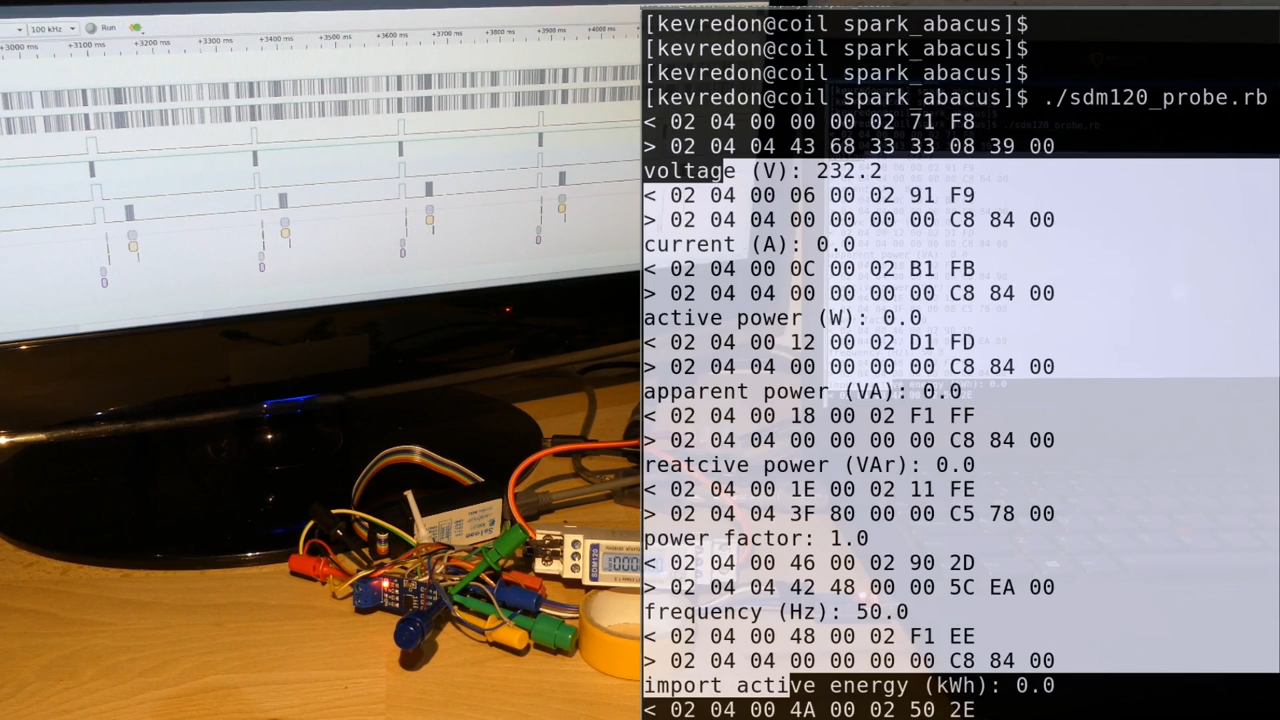 100 kHz Run
+3000 ms +3100 ms +3200 ms +3300 ms +3400 ms +3500 ms +3600 ms +3700 ms +3800 ms +3900 ms +4000 ms
[kevredon@coil spark_abacus]$
[kevredon@coil spark_abacus]$
[kevredon@coil spark_abacus]$
[kevredon@coil spark_abacus]$ ./sdm120_probe.rb
< 02 04 00 00 00 02 71 F8
> 02 04 04 43 68 33 33 08 39 00
voltage (V): 232.2
< 02 04 00 06 00 02 91 F9
> 02 04 04 00 00 00 00 C8 84 00
current (A): 0.0
< 02 04 00 0C 00 02 B1 FB
> 02 04 04 00 00 00 00 C8 84 00
active power (W): 0.0
< 02 04 00 12 00 02 D1 FD
> 02 04 04 00 00 00 00 C8 84 00
apparent power (VA): 0.0
< 02 04 00 18 00 02 F1 FF
> 02 04 04 00 00 00 00 C8 84 00
reatcive power (VAr): 0.0
< 02 04 00 1E 00 02 11 FE
> 02 04 04 3F 80 00 00 C5 78 00
power factor: 1.0
< 02 04 00 46 00 02 90 2D
> 02 04 04 42 48 00 00 5C EA 00
frequency (Hz): 50.0
< 02 04 00 48 00 02 F1 EE
> 02 04 04 00 00 00 00 C8 84 00
import active energy (kWh): 0.0
< 02 04 00 4A 00 02 50 2E
Saleae
SDM120